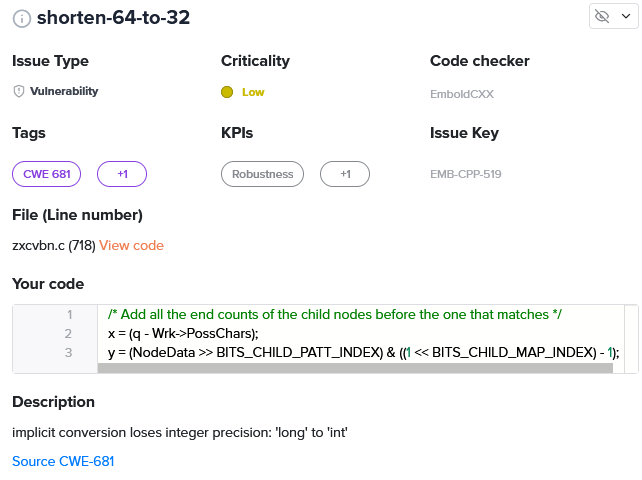 shorten-64-to-32
Issue Type Criticality Code checker
Vulnerability Low EmboldCXX
Tags KPIs Issue Key
CWE 681 +1 Robustness +1 EMB-CPP-519
File (Line number)
zxcvbn.c (718) View code
Your code
1 /* Add all the end counts of the child nodes before the one that matches */
2 x = (q - Wrk->PossChars);
3 y = (NodeData >> BITS_CHILD_PATT_INDEX) & ((1 << BITS_CHILD_MAP_INDEX) - 1);
Description
implicit conversion loses integer precision: 'long' to 'int'
Source CWE-681